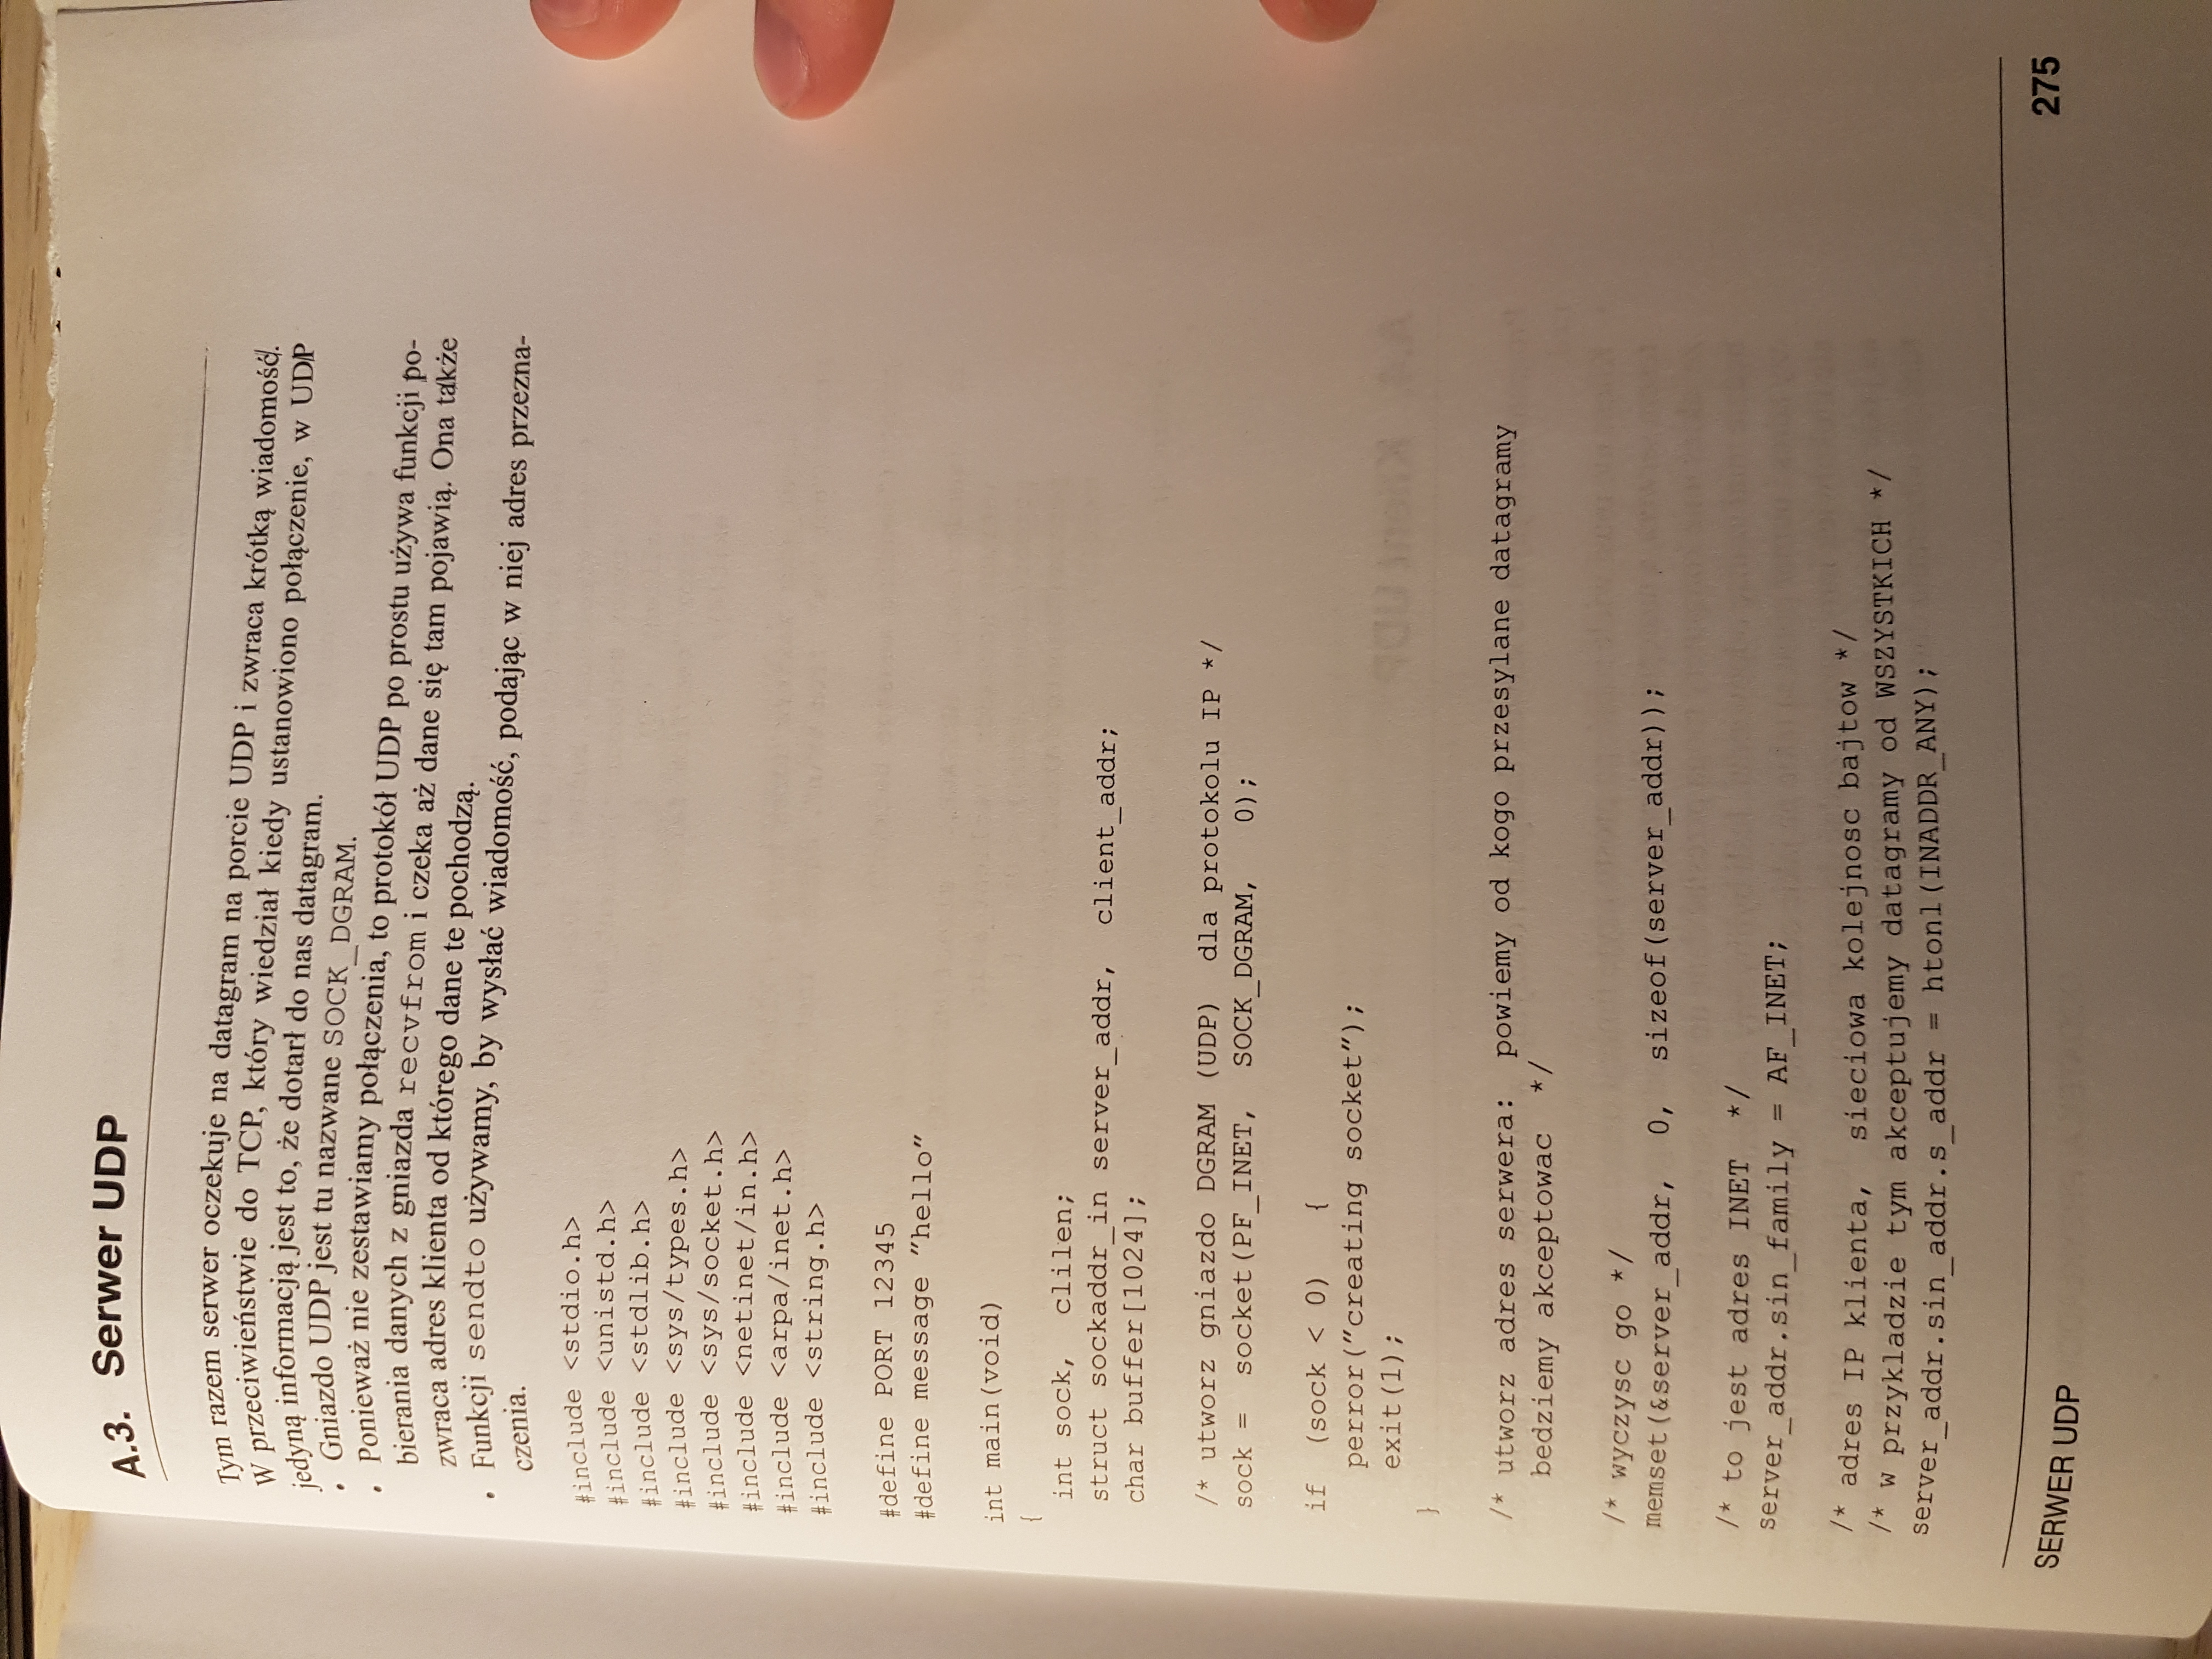 A.3. Serwer UDP
Tym razem serwer oczekuje na datagram na porcie UDP i zwraca krótką wiadomość.
W przeciwieństwie do TCP, który wiedział kiedy ustanowiono połączenie, w UDP
jedyną informacją jest to, że dotarł do nas datagram.
• Gniazdo UDP jest tu nazwane SOCK_DGRAM.
• Ponieważ nie zestawiamy połączenia, to protokół UDP po prostu używa funkcji po-
bierania danych z gniazda recvfrom i czeka aż dane się tam pojawią. Ona także
zwraca adres klienta od którego dane te pochodzą.
• Funkcji sendto używamy, by wysłać wiadomość, podając w niej adres przezna-
czenia.
#include <stdio.h>
#include <unistd.h>
#include <stdlib.h>
#include <sys/types.h>
#include <sys/socket.h>
#include <netinet/in.h>
#include <arpa/inet.h>
#include <string.h>
#define PORT 12345
#define message "hello"
int main(void)
{
int sock, clilen;
struct sockaddr_in server_addr, client_addr;
char buffer[1024];
/* utworz gniazdo DGRAM (UDP) dla protokolu IP */
sock = socket(PF_INET, SOCK_DGRAM, 0);
if (sock < 0) {
perror("creating socket");
exit(1);
}
/* utworz adres serwera: powiemy od kogo przesylane datagramy
bedziemy akceptowac */
/* wyczysc go */
memset(&server_addr, 0, sizeof(server_addr));
/* to jest adres INET */
server_addr.sin_family = AF_INET;
/* adres IP klienta, sieciowa kolejnosc bajtow */
/* w przykladzie tym akceptujemy datagramy od WSZYSTKICH */
server_addr.sin_addr.s_addr = htonl(INADDR_ANY);
SERWER UDP 275